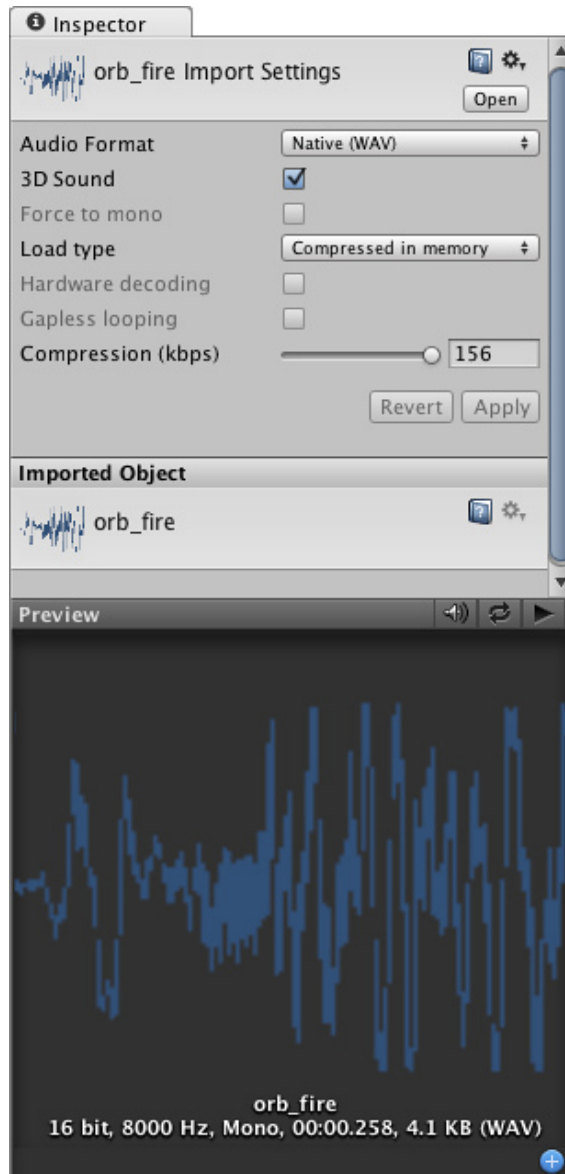 Inspector
orb_fire Import Settings
Open
Audio Format Native (WAV)
3D Sound
Force to mono
Load type Compressed in memory
Hardware decoding
Gapless looping
Compression (kbps) 156
Revert Apply
Imported Object
orb_fire
Preview
orb_fire
16 bit, 8000 Hz, Mono, 00:00.258, 4.1 KB (WAV)